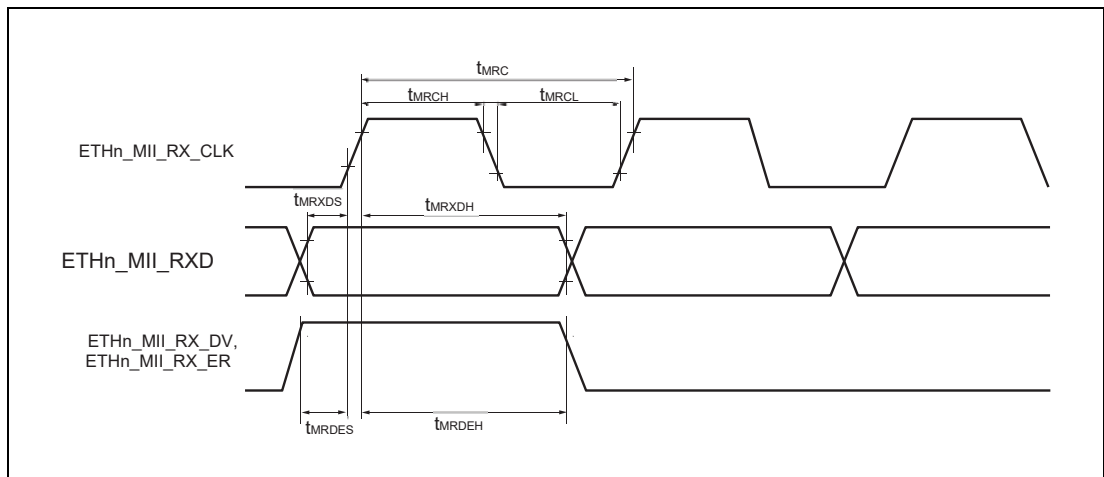 tMRC
tMRCH
tMRCL
ETHn_MII_RX_CLK
tMRXDS
tMRXDH
ETHn_MII_RXD
ETHn_MII_RX_DV,
ETHn_MII_RX_ER
tMRDES
tMRDEH